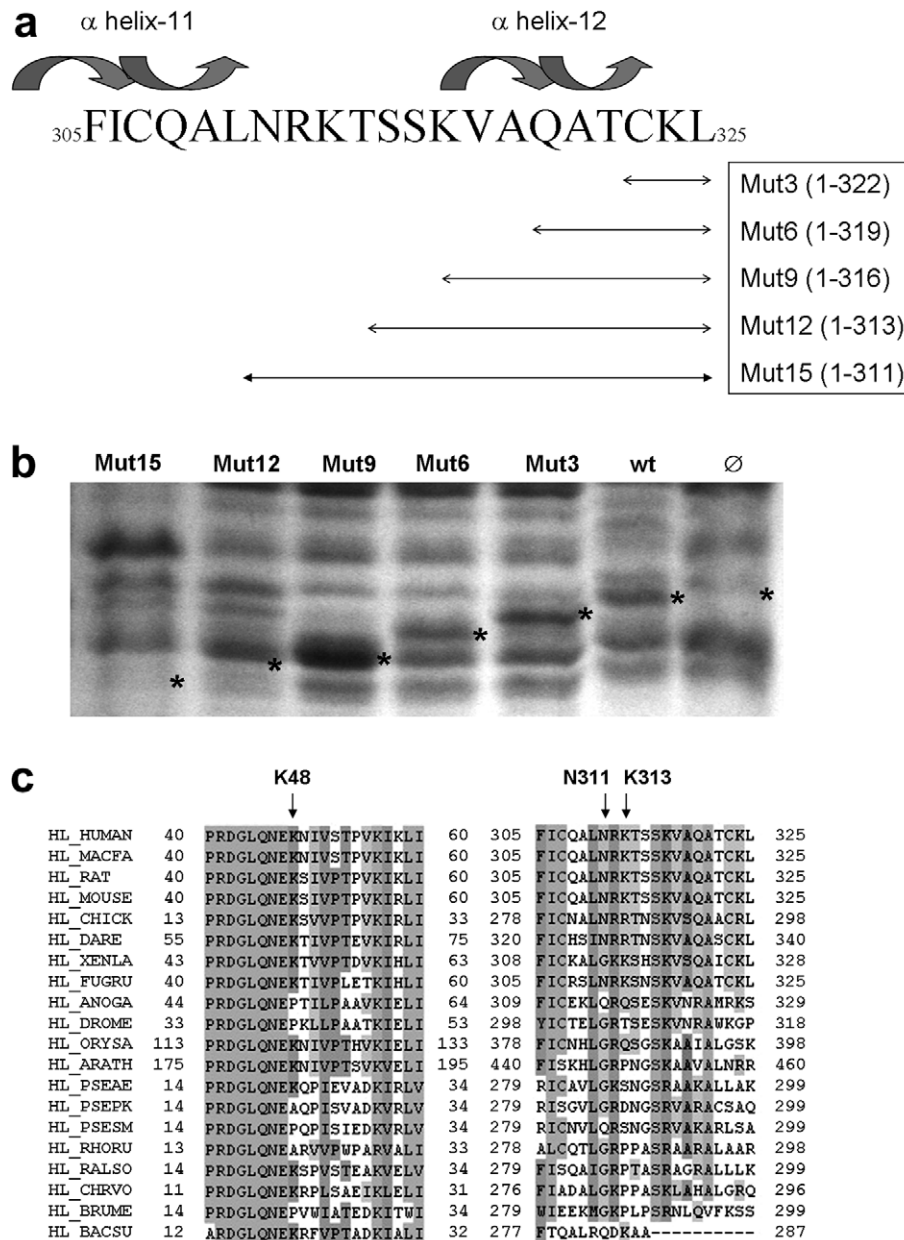 a
α helix-11 α helix-12
305FICQALNRKTSSKVAQATCKL325
Mut3 (1-322)
Mut6 (1-319)
Mut9 (1-316)
Mut12 (1-313)
Mut15 (1-311)
b
Mut15 Mut12 Mut9 Mut6 Mut3 wt ∅
* * * * * * *
c
K48 N311 K313
HL_HUMAN 40 PRDGLQNEKNIVSTPVKIKLI 60 305 FICQALNRKTSSKVAQATCKL 325
HL_MACFA 40 PRDGLQNEKSIVSTPVKIKLI 60 305 FICQALNRKTSSKVAQATCKL 325
HL_RAT 40 PRDGLQNEKSIVPTPVKIKLI 60 305 FICQALNRKTSSKVAQATCKL 325
HL_MOUSE 40 PRDGLQNEKSIVPTPVKIRLI 60 305 FICQALNRKTSSKVAQATCKL 325
HL_CHICK 13 PRDGLQNEKSVVPTPVKIRLI 33 278 FICNALNRRTNSKVSQAACRL 298
HL_DARE 55 PRDGLQNEKTIVPTEVKIRLI 75 320 FICHSINRRTNSKVAQASCKL 340
HL_XENLA 43 PRDGLQNEKTVVPTDVKIHLI 63 308 FICKALGKKSHSKVAQATCKL 328
HL_FUGRU 40 PRDGLQNEKTIVPLETKIHLI 60 305 FICRSLNRKSNSKVAQATCKL 325
HL_ANOGA 44 PRDGLQNEPTILPAAVKIELI 64 309 FICEKLQRQSESKVNRAMRKS 329
HL_DROME 33 PRDGLQNEPKLLPAATKIELI 53 298 YICTELGRTSESKVNRAWKGP 318
HL_ORYSA 113 PRDGLQNEKNIVPTHVKIELI 133 378 FICNHLGRQSGSKAAIALGSK 398
HL_ARATH 175 PRDGLQNEKNIVPTSVKVELI 195 440 FISKHLGRPNGSKAAVALNRR 460
HL_PSEAE 14 PRDGLQNEKQPIEVADKIRLV 34 279 RICAVLGKSNGSRAAKALLAK 299
HL_PSEPK 14 PRDGLQNEAQPISVADKVRLV 34 279 RISGVLGRDNGSRVARACSAQ 299
HL_PSESM 14 PRDGLQNEPQPISIEDKVRLV 34 279 RICNVLQRSNGSRVAKARLSA 299
HL_RHORU 13 PRDGLQNEARVVPWPARVALI 33 278 ALCQTLGRPPASRAARALAAR 298
HL_RALSO 14 PRDGLQNEKSPVSTEAKVELV 34 279 FISQAIGRPTASRAGRALLLK 299
HL_CHRVO 11 PRDGLQNEKRPLSAEIKLELI 31 276 FIADALGKPPASKLAHALGRQ 296
HL_BRUME 14 PRDGLQNEPVWIATEDKITWI 34 279 WIEEKMGKPLPSRNLQVFKSS 299
HL_BACSU 12 ARDGLQNEKRFVPTADKIALI 32 277 FTQALRQDKAA---------- 287